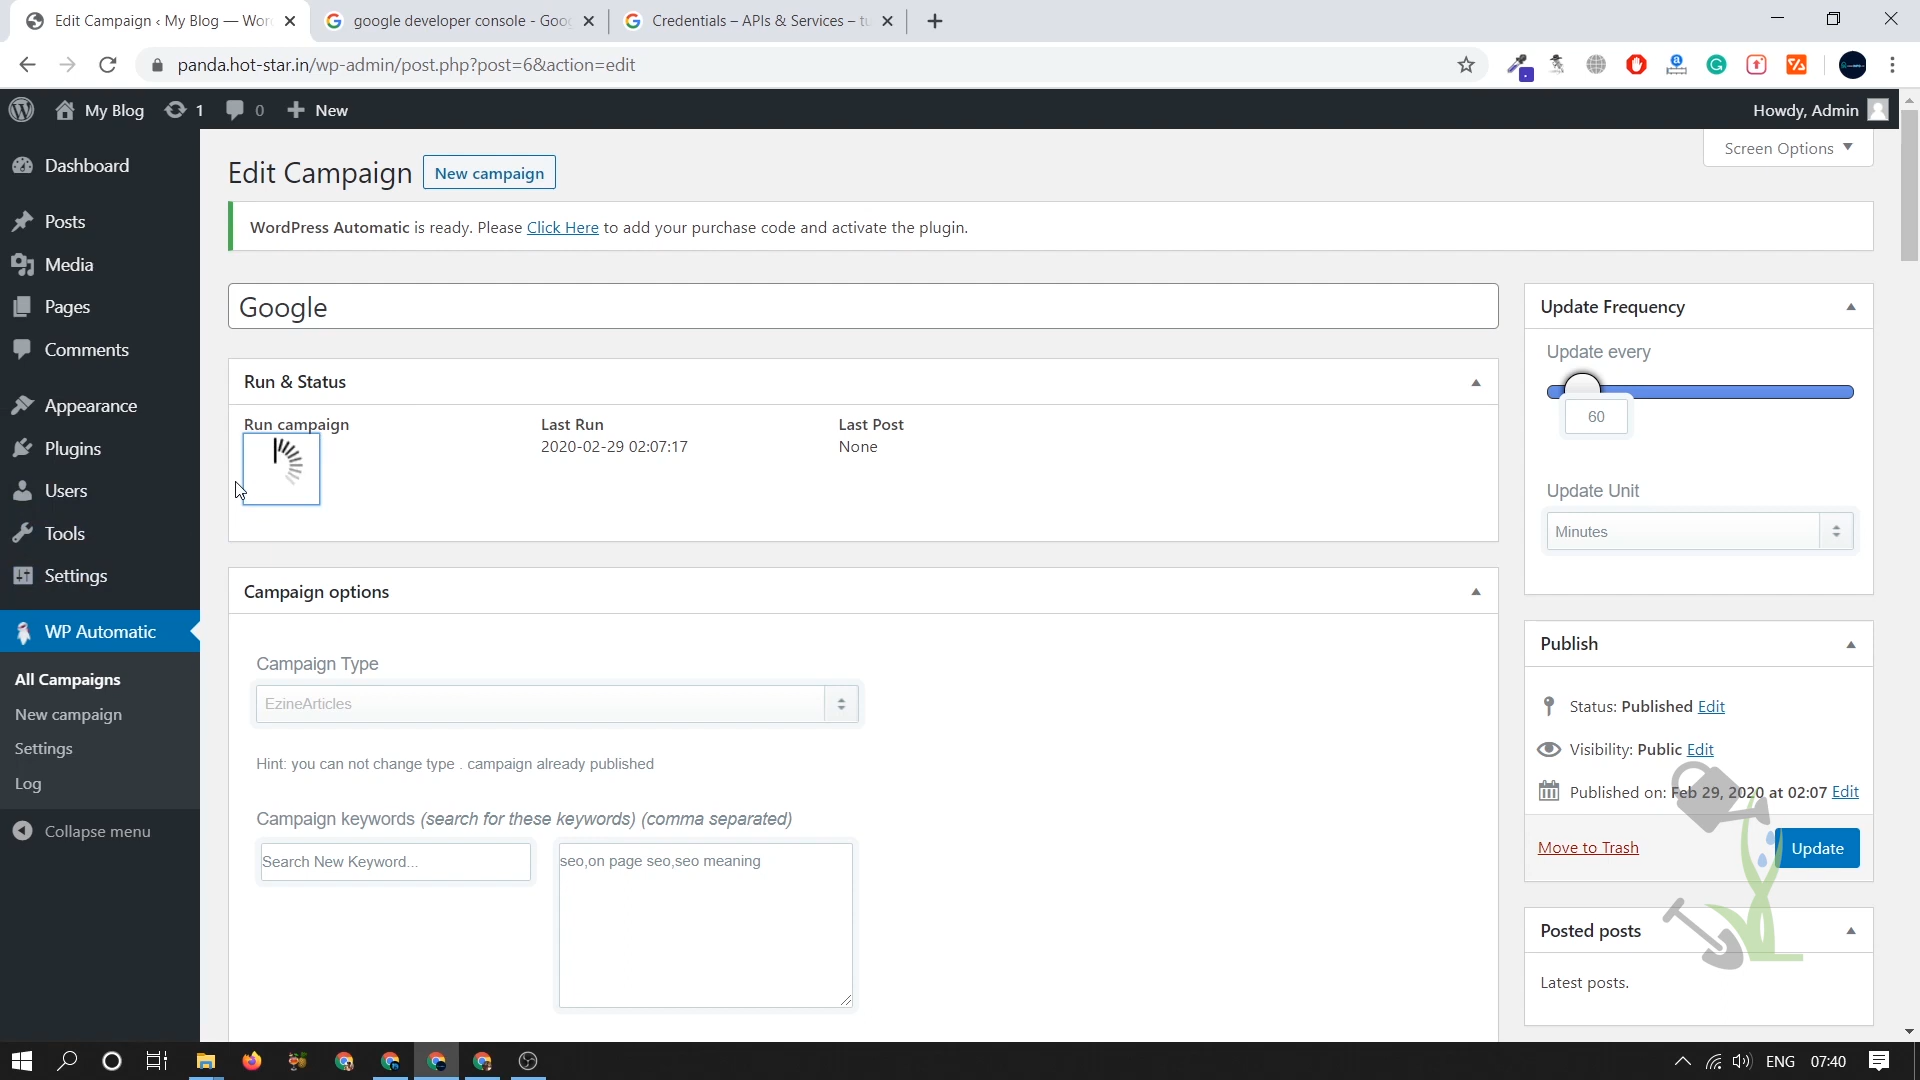 Edit Campaign ‹ My Blog — Wor
google developer console - Goo
Credentials – APIs & Services – tu
panda.hot-star.in/wp-admin/post.php?post=6&action=edit
My Blog
1
0
New
Howdy, Admin
Dashboard
Posts
Media
Pages
Comments
Appearance
Plugins
Users
Tools
Settings
WP Automatic
All Campaigns
New campaign
Settings
Log
Collapse menu
Screen Options
Edit Campaign
New campaign
WordPress Automatic is ready. Please Click Here to add your purchase code and activate the plugin.
Google
Run & Status
Run campaign
Last Run
2020-02-29 02:07:17
Last Post
None
Campaign options
Campaign Type
EzineArticles
Hint: you can not change type . campaign already published
Campaign keywords (search for these keywords) (comma separated)
Search New Keyword...
seo,on page seo,seo meaning
Update Frequency
Update every
60
Update Unit
Minutes
Publish
Status: Published Edit
Visibility: Public Edit
Published on: Feb 29, 2020 at 02:07 Edit
Move to Trash
Update
Posted posts
Latest posts.
ENG
07:40